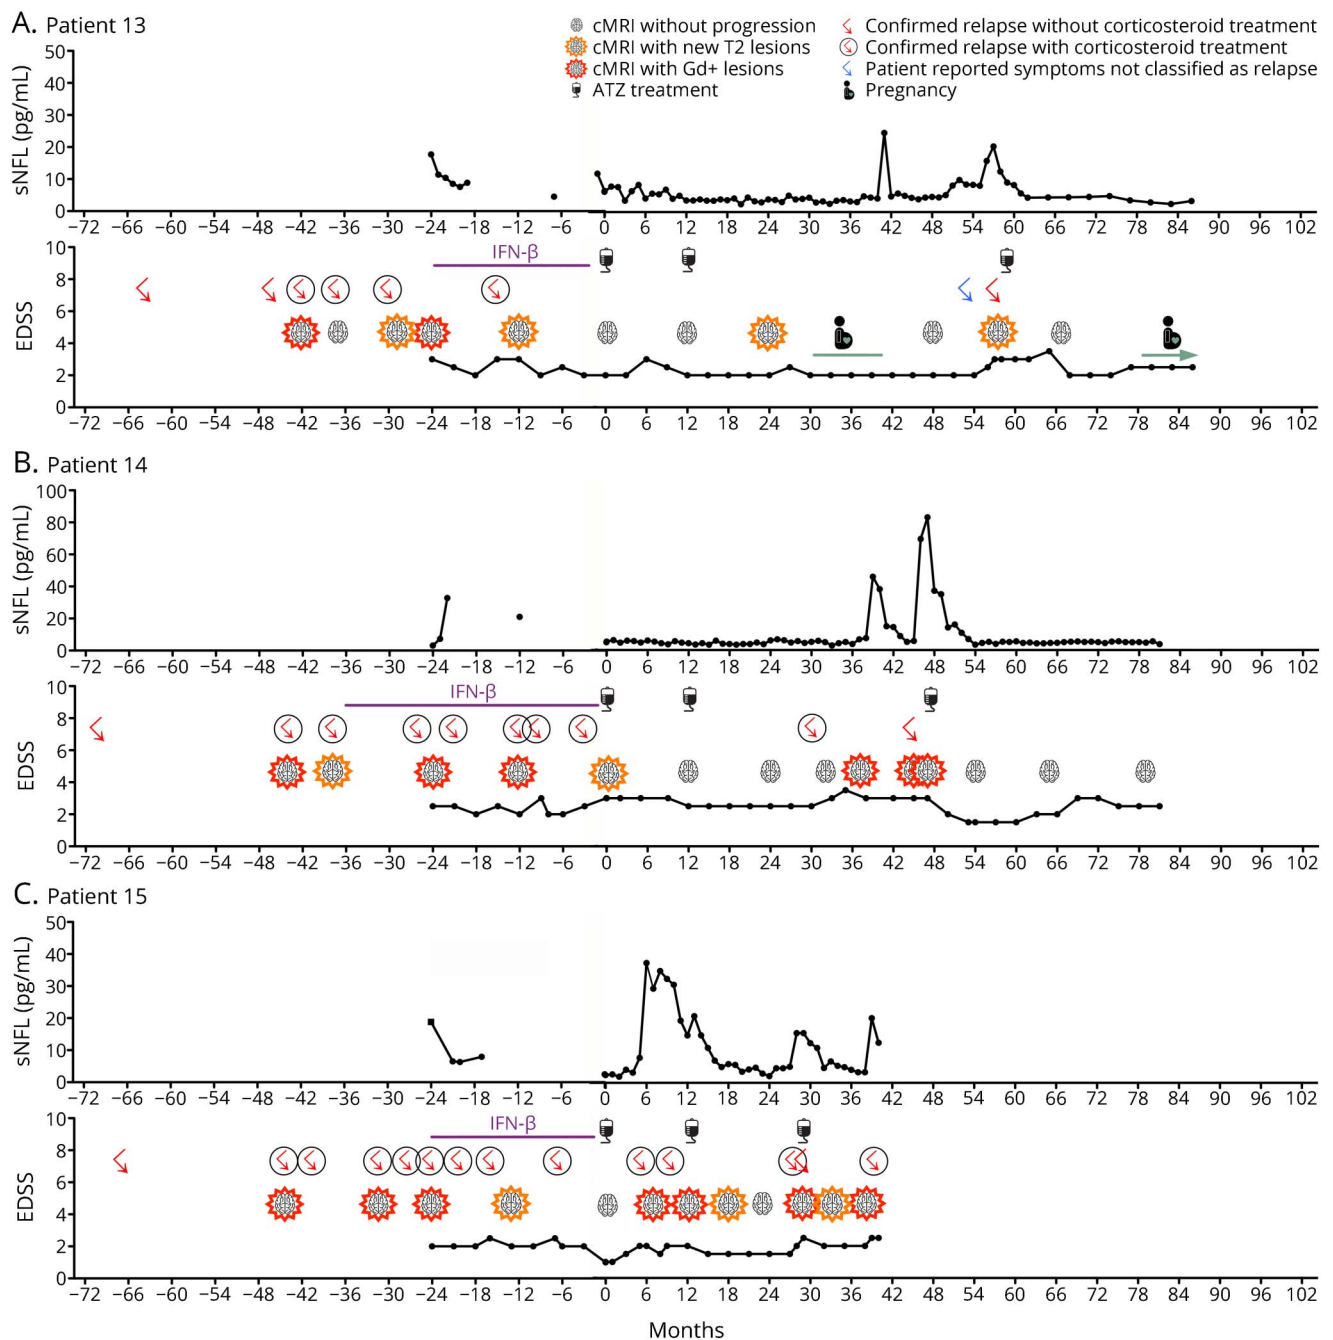 A. Patient 13
cMRI without progression
cMRI with new T2 lesions
cMRI with Gd+ lesions
ATZ treatment
Confirmed relapse without corticosteroid treatment
Confirmed relapse with corticosteroid treatment
Patient reported symptoms not classified as relapse
Pregnancy
sNFL (pg/mL)
50
40
30
20
10
0
−72 −66 −60 −54 −48 −42 −36 −30 −24 −18 −12 −6 0 6 12 18 24 30 36 42 48 54 60 66 72 78 84 90 96 102
EDSS
10
8
6
4
2
0
IFN-β
−72 −66 −60 −54 −48 −42 −36 −30 −24 −18 −12 −6 0 6 12 18 24 30 36 42 48 54 60 66 72 78 84 90 96 102
B. Patient 14
sNFL (pg/mL)
100
80
60
40
20
0
−72 −66 −60 −54 −48 −42 −36 −30 −24 −18 −12 −6 0 6 12 18 24 30 36 42 48 54 60 66 72 78 84 90 96 102
EDSS
10
8
6
4
2
0
IFN-β
−72 −66 −60 −54 −48 −42 −36 −30 −24 −18 −12 −6 0 6 12 18 24 30 36 42 48 54 60 66 72 78 84 90 96 102
C. Patient 15
sNFL (pg/mL)
50
40
30
20
10
0
−72 −66 −60 −54 −48 −42 −36 −30 −24 −18 −12 −6 0 6 12 18 24 30 36 42 48 54 60 66 72 78 84 90 96 102
EDSS
10
8
6
4
2
0
IFN-β
−72 −66 −60 −54 −48 −42 −36 −30 −24 −18 −12 −6 0 6 12 18 24 30 36 42 48 54 60 66 72 78 84 90 96 102
Months